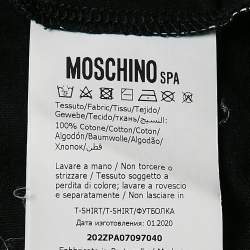 MOSCHINO SPA
Tessuto/Fabric/Tissu/Tejido/
Gewebe/Tecido/ткань/النسيج:
100% Cotone/Cotton/Coton/
Algodón/Baumwolle/Algodão/
Хлопок/قطن
Lavare a mano / Non torcere o
strizzare / Tessuto soggetto a
perdita di colore; lavare a rovescio
e separatamente / Non lasciare in
T-SHIRT/T-SHIRT/ФУТБОЛКА
Дата изготовления 01.2020
202ZPA07097040